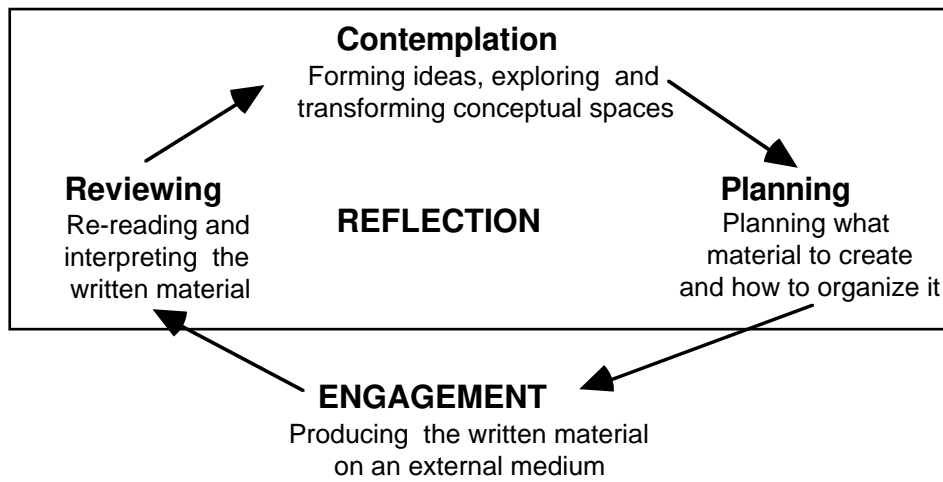 Contemplation
Forming ideas, exploring and
transforming conceptual spaces
Reviewing
Re-reading and
interpreting the
written material
REFLECTION
Planning
Planning what
material to create
and how to organize it
ENGAGEMENT
Producing the written material
on an external medium